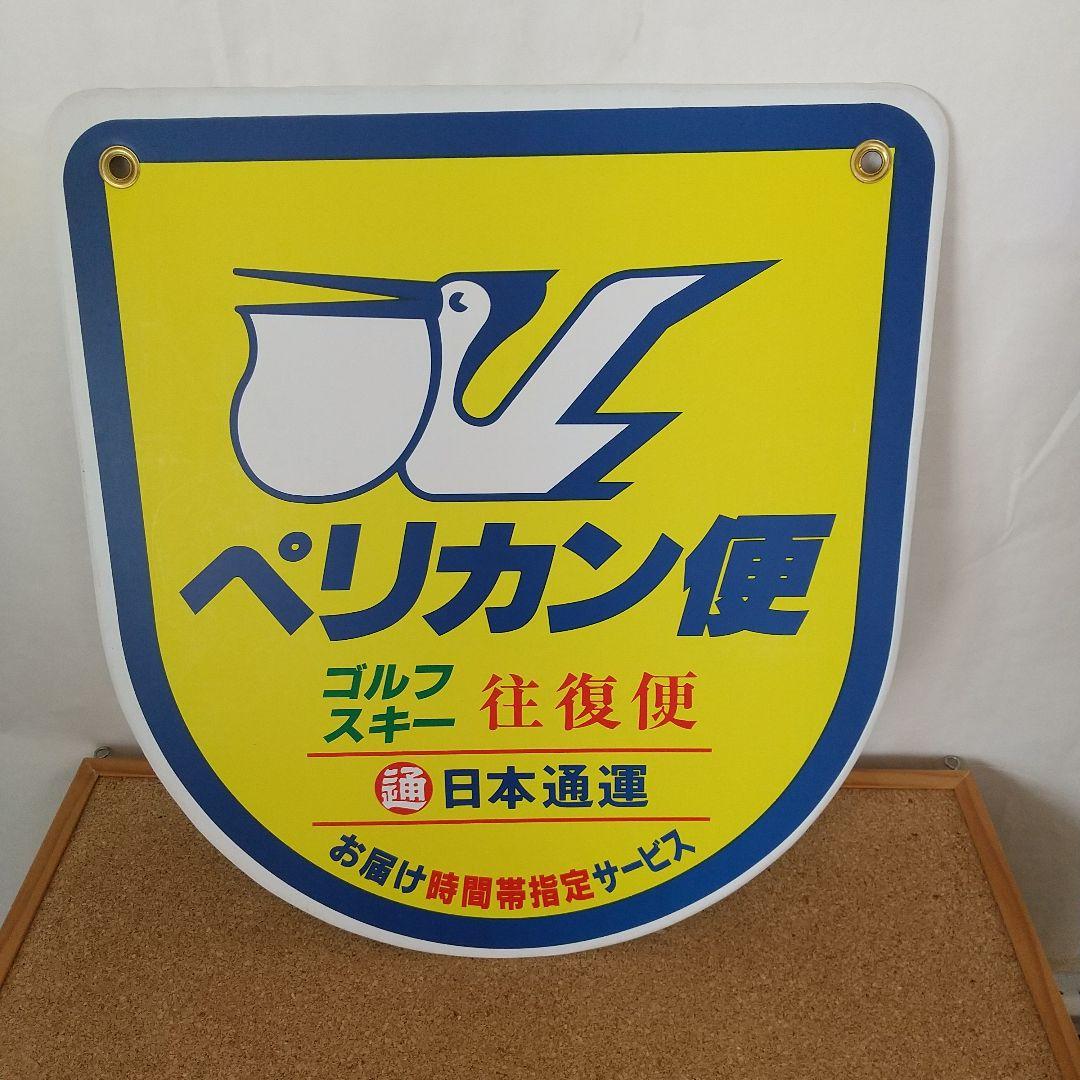 ペリカン便
ゴルフ
スキー
往復便
通 日本通運
お届け時間帯指定サービス